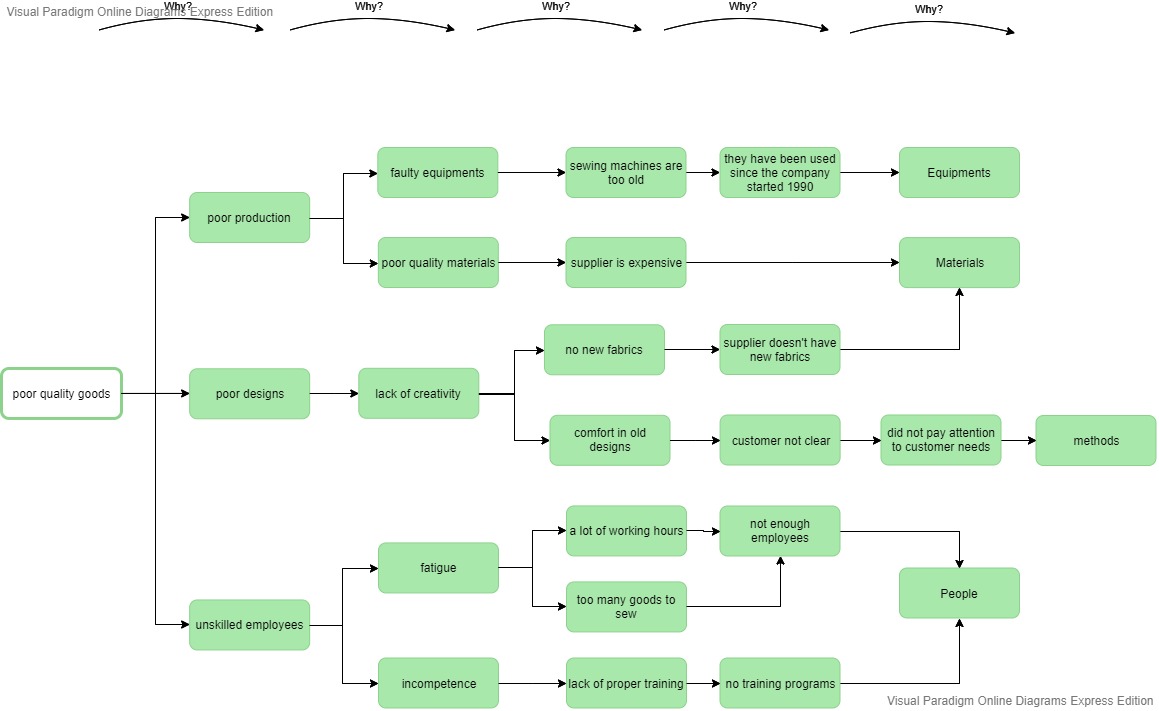 Visual Paradigm Online Diagrams Express Edition
Why?
Why?
Why?
Why?
Why?
faulty equipments
sewing machines are
too old
they have been used
since the company
started 1990
Equipments
poor production
poor quality materials
supplier is expensive
Materials
no new fabrics
supplier doesn't have
new fabrics
poor quality goods
poor designs
lack of creativity
comfort in old
designs
customer not clear
did not pay attention
to customer needs
methods
a lot of working hours
not enough
employees
fatigue
too many goods to
sew
People
unskilled employees
incompetence
lack of proper training
no training programs
Visual Paradigm Online Diagrams Express Edition